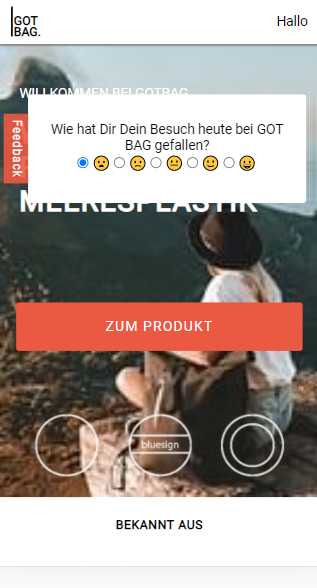 GOT
BAG.
Hallo
WILLKOMMEN BEI GOTBAG
Feedback
Wie hat Dir Dein Besuch heute bei GOT
BAG gefallen?
MEERESPLASTIK
ZUM PRODUKT
bluesign
BEKANNT AUS